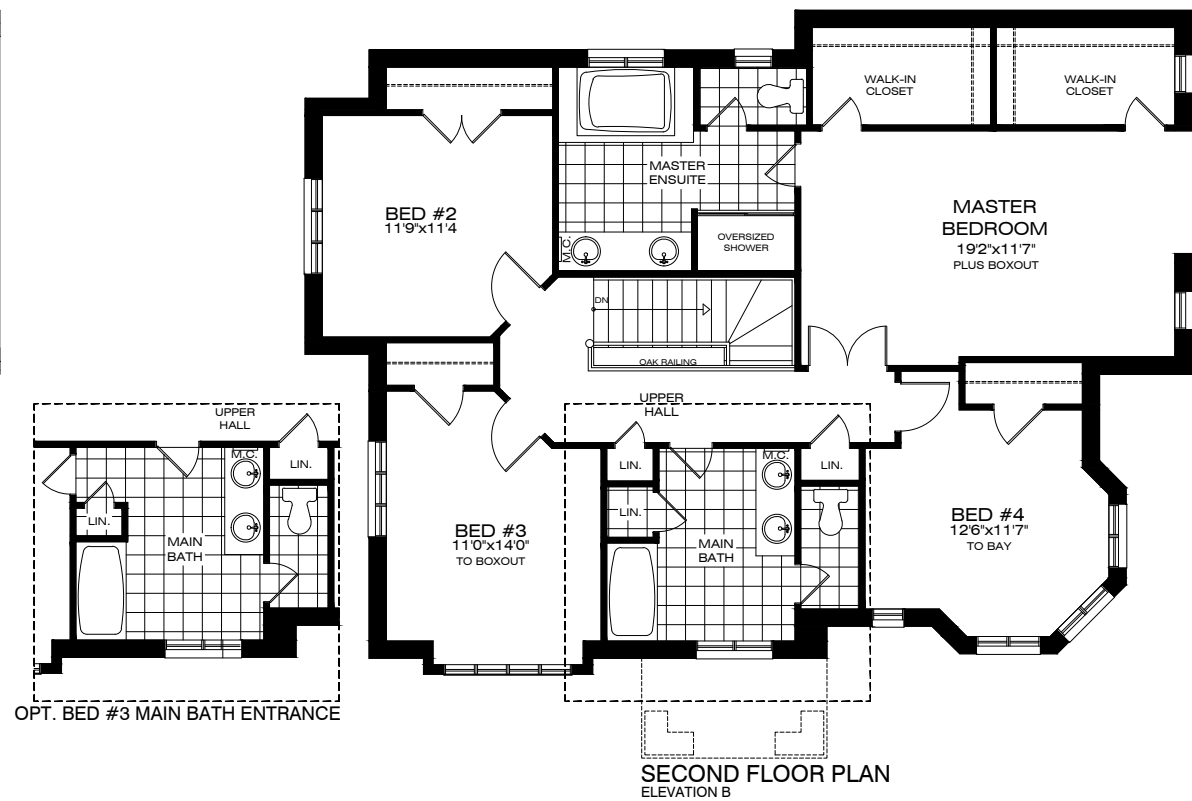 WALK-IN
CLOSET
WALK-IN
CLOSET
MASTER
ENSUITE
BED #2
11'9"x11'4
MASTER
BEDROOM
19'2"x11'7"
PLUS BOXOUT
OVERSIZED
SHOWER
M.C.
DN
OAK RAILING
UPPER
HALL
UPPER
HALL
M.C.
LIN.
LIN.
MAIN
BATH
LIN.
M.C.
LIN.
LIN.
BED #3
11'0"x14'0"
TO BOXOUT
MAIN
BATH
BED #4
12'6"x11'7"
TO BAY
OPT. BED #3 MAIN BATH ENTRANCE
SECOND FLOOR PLAN
ELEVATION B